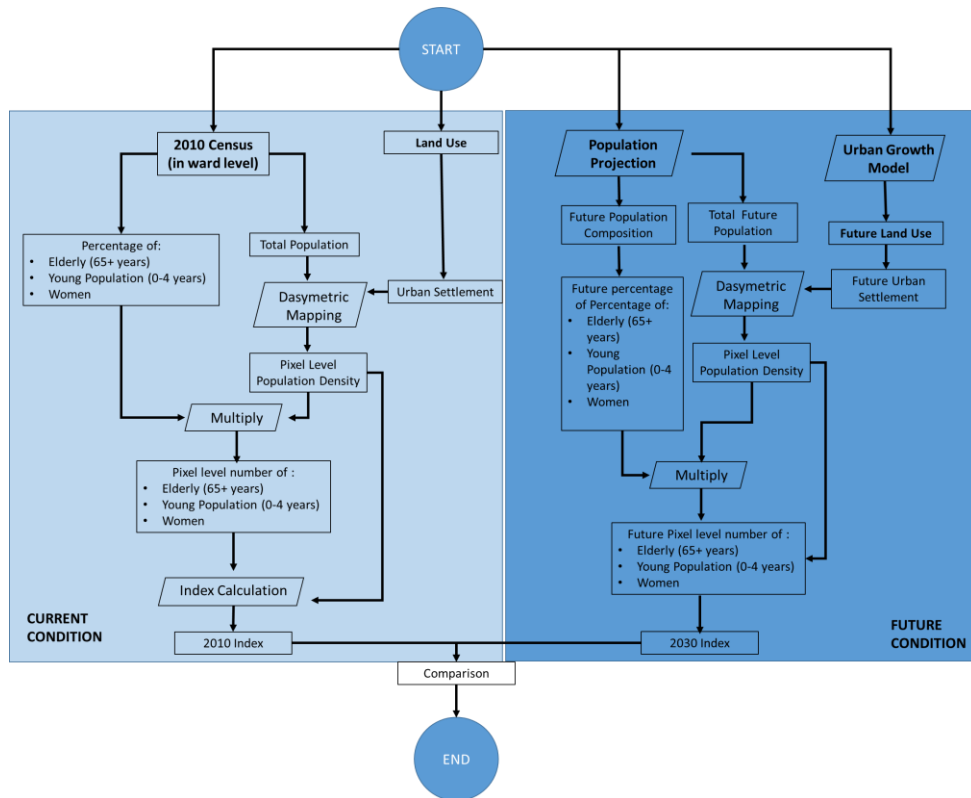 START
2010 Census
(in ward level)
Land Use
Percentage of:
• Elderly (65+ years)
• Young Population (0-4 years)
• Women
Total Population
Dasymetric
Mapping
Urban Settlement
Pixel Level
Population Density
Multiply
Pixel level number of :
• Elderly (65+ years)
• Young Population (0-4 years)
• Women
Index Calculation
CURRENT
CONDITION
2010 Index
Population
Projection
Urban Growth
Model
Future Population
Composition
Total Future
Population
Future Land Use
Future percentage
of Percentage of:
• Elderly (65+
years)
• Young
Population (0-4
years)
• Women
Dasymetric
Mapping
Future Urban
Settlement
Pixel Level
Population Density
Multiply
Future Pixel level number of :
• Elderly (65+ years)
• Young Population (0-4 years)
• Women
2030 Index
FUTURE
CONDITION
Comparison
END